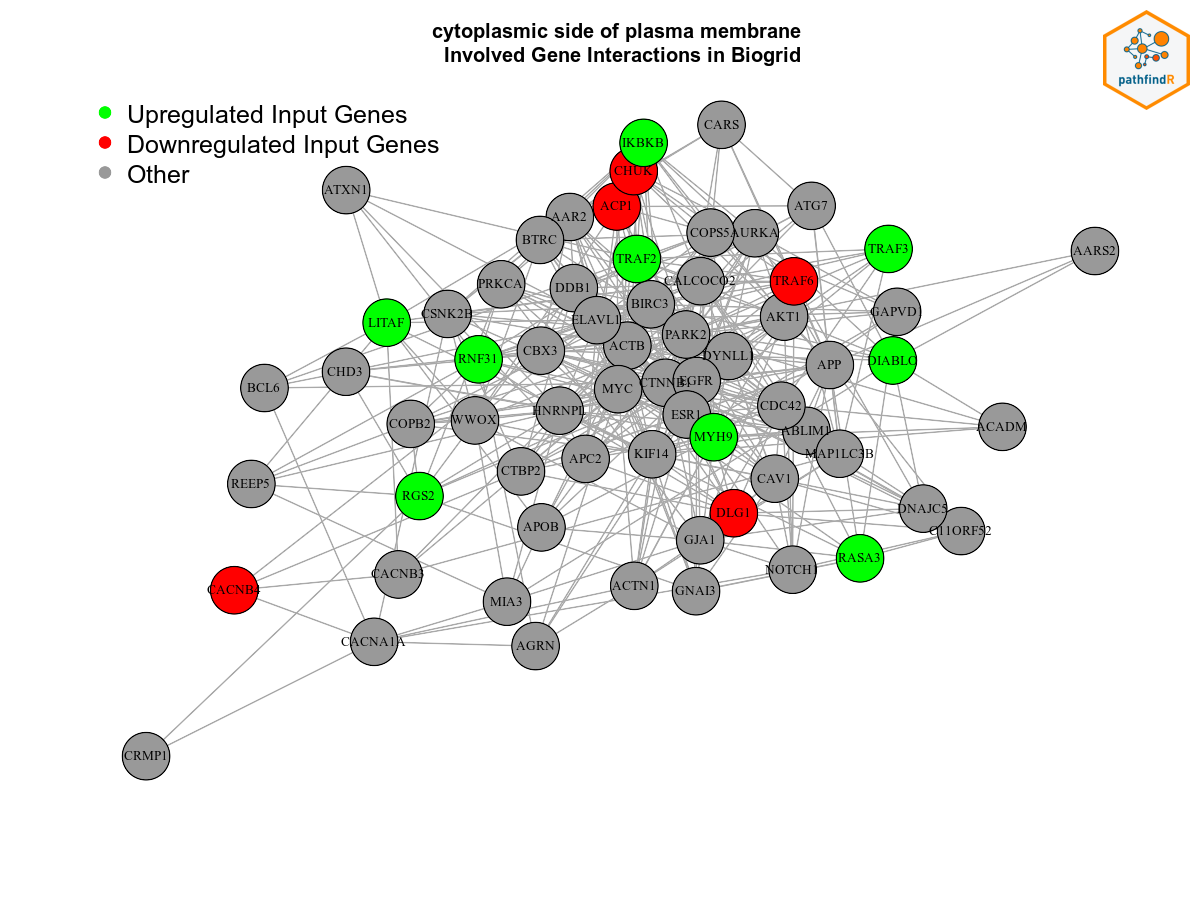 cytoplasmic side of plasma membrane
Involved Gene Interactions in Biogrid
pathfindR
Upregulated Input Genes
Downregulated Input Genes
Other
CARS
IKBKB
CHUK
ATXN1
ACP1
ATG7
AAR2
BTRC
COPS5
AURKA
TRAF3
AARS2
TRAF2
PRKCA
DDB1
CALCOCO2
TRAF6
BIRC3
CSNK2B
LITAF
ELAVL1
AKT1
GAPVD1
PARK2
ACTB
CBX3
RNF31
DYNLL1
DIABLO
APP
CHD3
BCL6
MYC
CTNNB1
EGFR
CDC42
HNRNPL
ESR1
COPB2
WWOX
ABLIM1
ACADM
MYH9
KIF14
MAP1LC3B
APC2
CTBP2
CAV1
REEP5
RGS2
DLG1
DNAJC5
C11ORF52
APOB
GJA1
RASA3
NOTCH1
CACNB3
CACNB4
ACTN1
GNAI3
MIA3
CACNA1A
AGRN
CRMP1